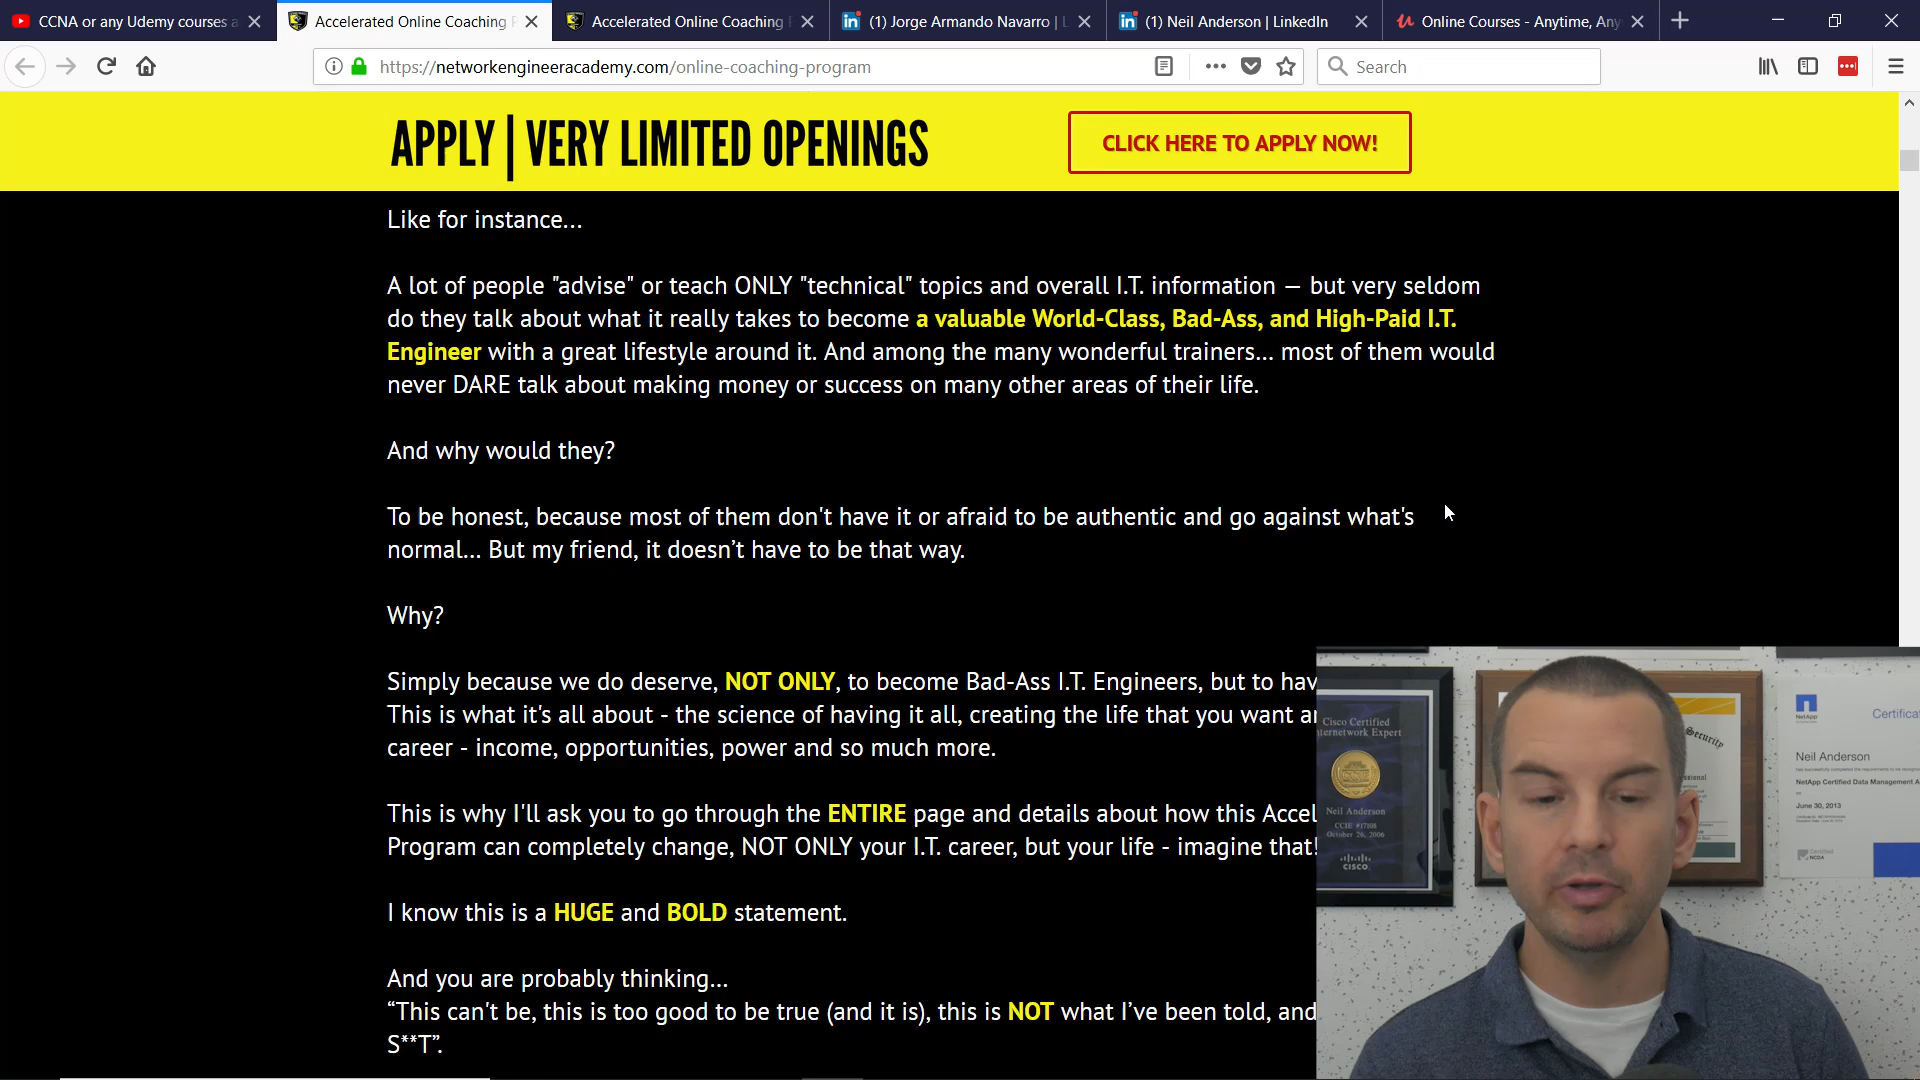 CCNA or any Udemy courses a
Accelerated Online Coaching P
Accelerated Online Coaching P
(1) Jorge Armando Navarro | L
(1) Neil Anderson | LinkedIn
Online Courses - Anytime, Any
https://networkengineeracademy.com/online-coaching-program
Search
APPLY | VERY LIMITED OPENINGS
CLICK HERE TO APPLY NOW!
Like for instance...
A lot of people "advise" or teach ONLY "technical" topics and overall I.T. information — but very seldom
do they talk about what it really takes to become a valuable World-Class, Bad-Ass, and High-Paid I.T.
Engineer with a great lifestyle around it. And among the many wonderful trainers... most of them would
never DARE talk about making money or success on many other areas of their life.
And why would they?
To be honest, because most of them don't have it or afraid to be authentic and go against what's
normal... But my friend, it doesn’t have to be that way.
Why?
Simply because we do deserve, NOT ONLY, to become Bad-Ass I.T. Engineers, but to hav
This is what it's all about - the science of having it all, creating the life that you want an
career - income, opportunities, power and so much more.
This is why I'll ask you to go through the ENTIRE page and details about how this Accel
Program can completely change, NOT ONLY your I.T. career, but your life - imagine that!
I know this is a HUGE and BOLD statement.
And you are probably thinking...
“This can't be, this is too good to be true (and it is), this is NOT what I’ve been told, and
S**T”.
Cisco Certified
Internetwork Expert
Neil Anderson
CCIE #17108
October 26, 2006
CISCO
Security
NetApp
Certificat
Neil Anderson
NetApp Certified Data Management A
June 30, 2013
Certified
NCDA